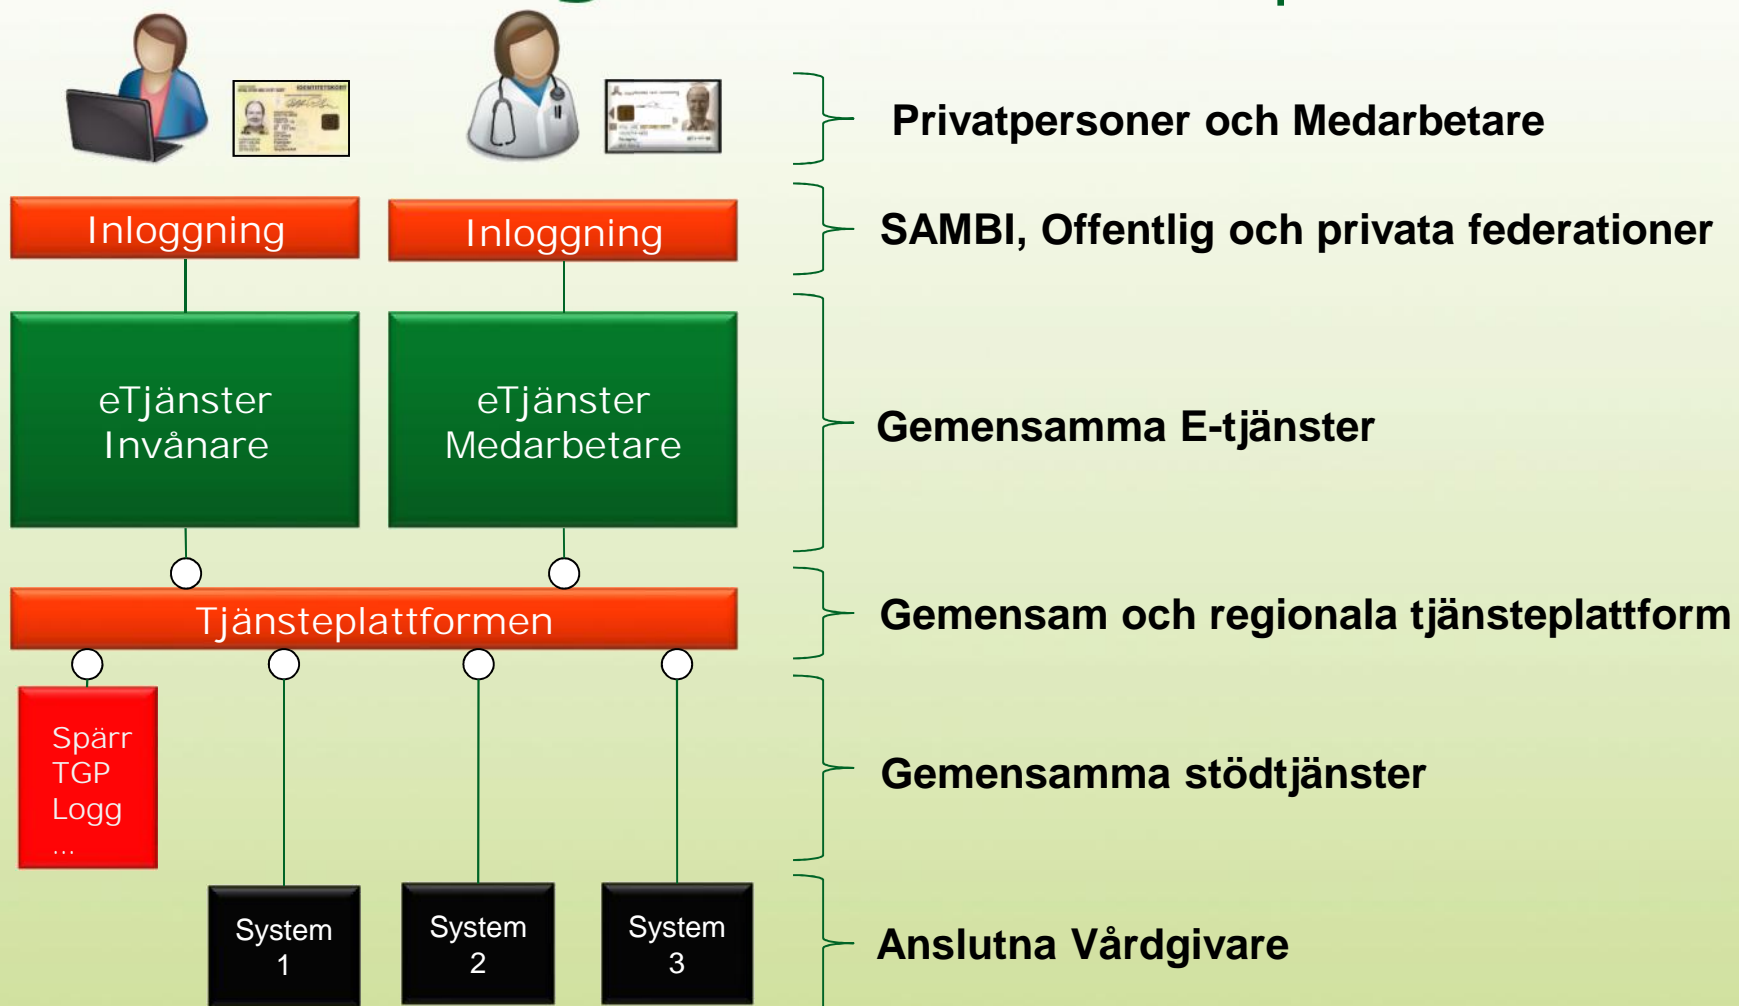 IDENTITETSKORT
Privatpersoner och Medarbetare
Inloggning
Inloggning
SAMBI, Offentlig och privata federationer
eTjänster
Invånare
eTjänster
Medarbetare
Gemensamma E-tjänster
Tjänsteplattformen
Gemensam och regionala tjänsteplattform
Spärr
TGP
Logg
...
Gemensamma stödtjänster
System
1
System
2
System
3
Anslutna Vårdgivare